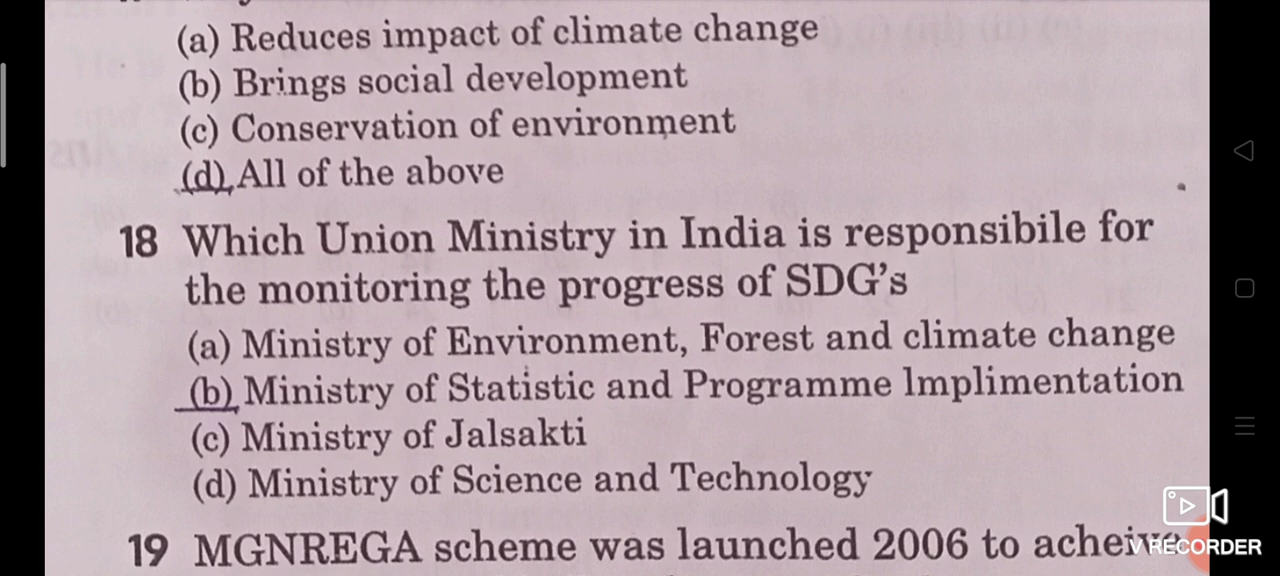 (a) Reduces impact of climate change
(b) Brings social development
(c) Conservation of environment
(d) All of the above
18 Which Union Ministry in India is responsibile for
the monitoring the progress of SDG's
(a) Ministry of Environment, Forest and climate change
(b) Ministry of Statistic and Programme Implimentation
(c) Ministry of Jalsakti
(d) Ministry of Science and Technology
19 MGNREGA scheme was launched 2006 to
V RECORDER